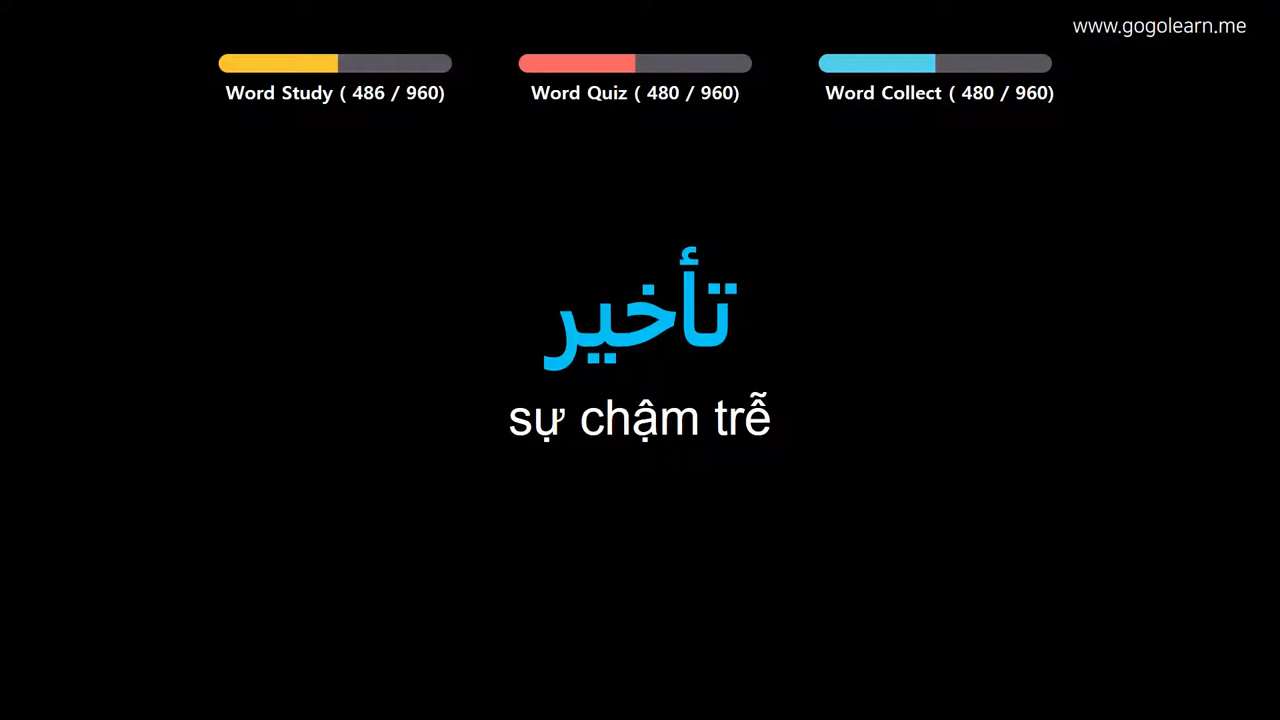 www.gogolearn.me
Word Study ( 486 / 960)
Word Quiz ( 480 / 960)
Word Collect ( 480 / 960)
تأخير
sự chậm trễ